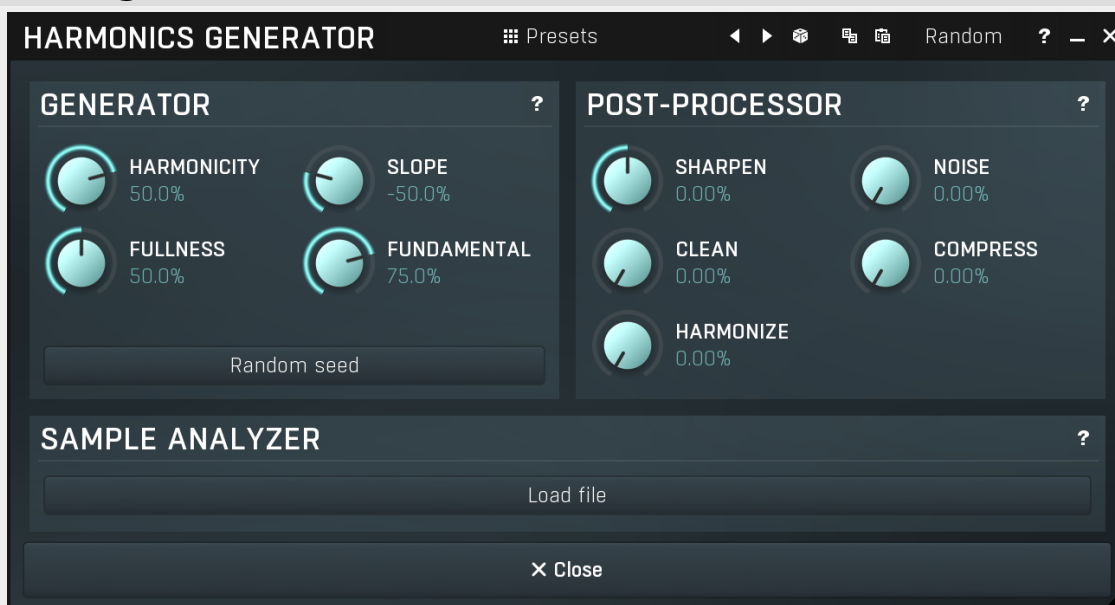 HARMONICS GENERATOR Presets Random ?
GENERATOR ?
HARMONICITY
50.0%
SLOPE
-50.0%
FULLNESS
50.0%
FUNDAMENTAL
75.0%
Random seed
POST-PROCESSOR ?
SHARPEN
0.00%
NOISE
0.00%
CLEAN
0.00%
COMPRESS
0.00%
HARMONIZE
0.00%
SAMPLE ANALYZER ?
Load file
Close